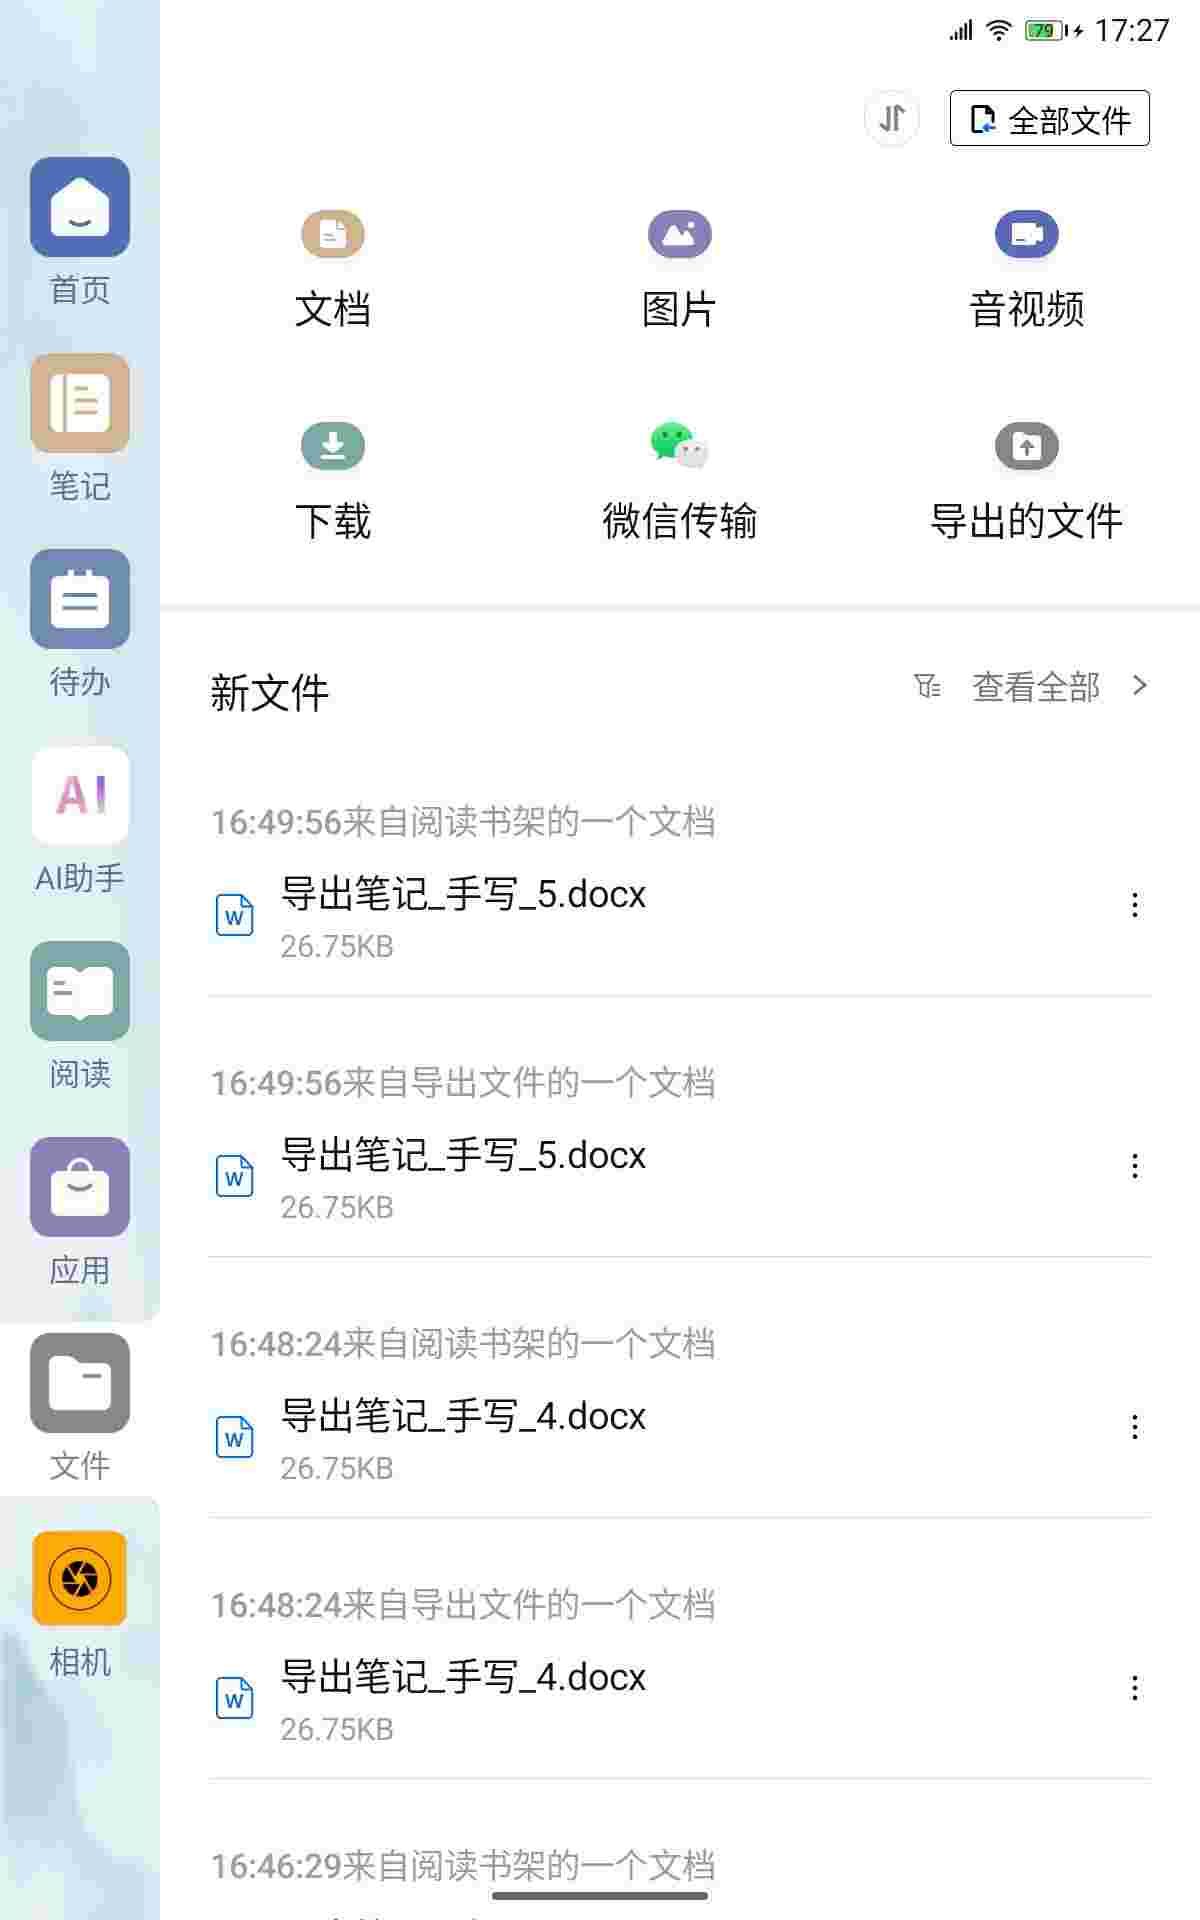 79 17:27
全部文件
首页
笔记
待办
AI
AI助手
阅读
应用
文件
相机
文档
图片
音视频
下载
微信传输
导出的文件
新文件
查看全部
16:49:56来自阅读书架的一个文档
W
导出笔记_手写_5.docx
26.75KB
16:49:56来自导出文件的一个文档
W
导出笔记_手写_5.docx
26.75KB
16:48:24来自阅读书架的一个文档
W
导出笔记_手写_4.docx
26.75KB
16:48:24来自导出文件的一个文档
W
导出笔记_手写_4.docx
26.75KB
16:46:29来自阅读书架的一个文档